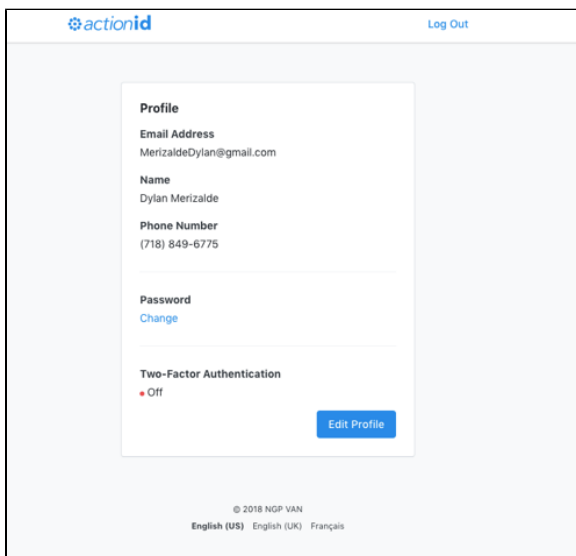 actionid
Log Out
Profile
Email Address
MerizaldeDylan@gmail.com
Name
Dylan Merizalde
Phone Number
(718) 849-6775
Password
Change
Two-Factor Authentication
Off
Edit Profile
© 2018 NGP VAN
English (US) English (UK) Français